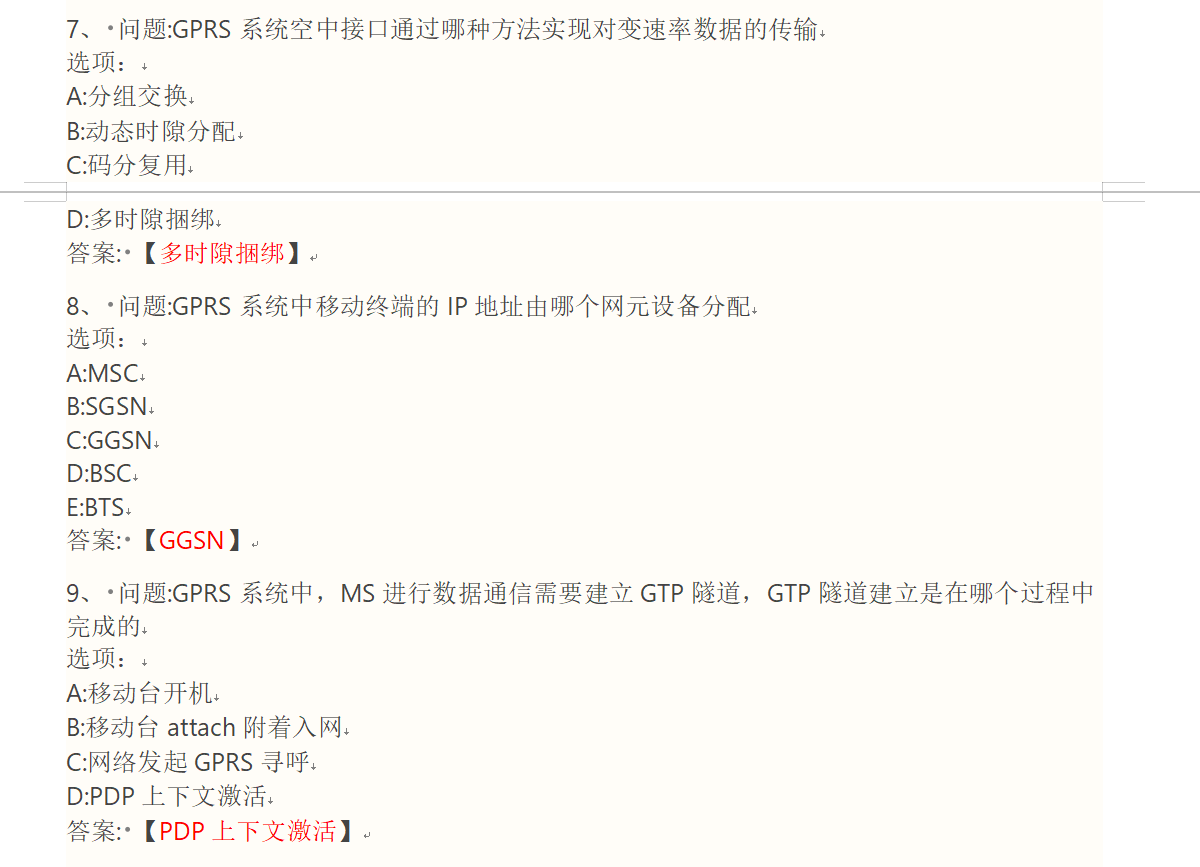 7、 问题:GPRS 系统空中接口通过哪种方法实现对变速率数据的传输
选项：
A:分组交换
B:动态时隙分配
C:码分复用
D:多时隙捆绑
答案: 【多时隙捆绑】
8、 问题:GPRS 系统中移动终端的 IP 地址由哪个网元设备分配
选项：
A:MSC
B:SGSN
C:GGSN
D:BSC
E:BTS
答案: 【GGSN】
9、 问题:GPRS 系统中，MS 进行数据通信需要建立 GTP 隧道，GTP 隧道建立是在哪个过程中
完成的
选项：
A:移动台开机
B:移动台 attach 附着入网
C:网络发起 GPRS 寻呼
D:PDP 上下文激活
答案: 【PDP 上下文激活】